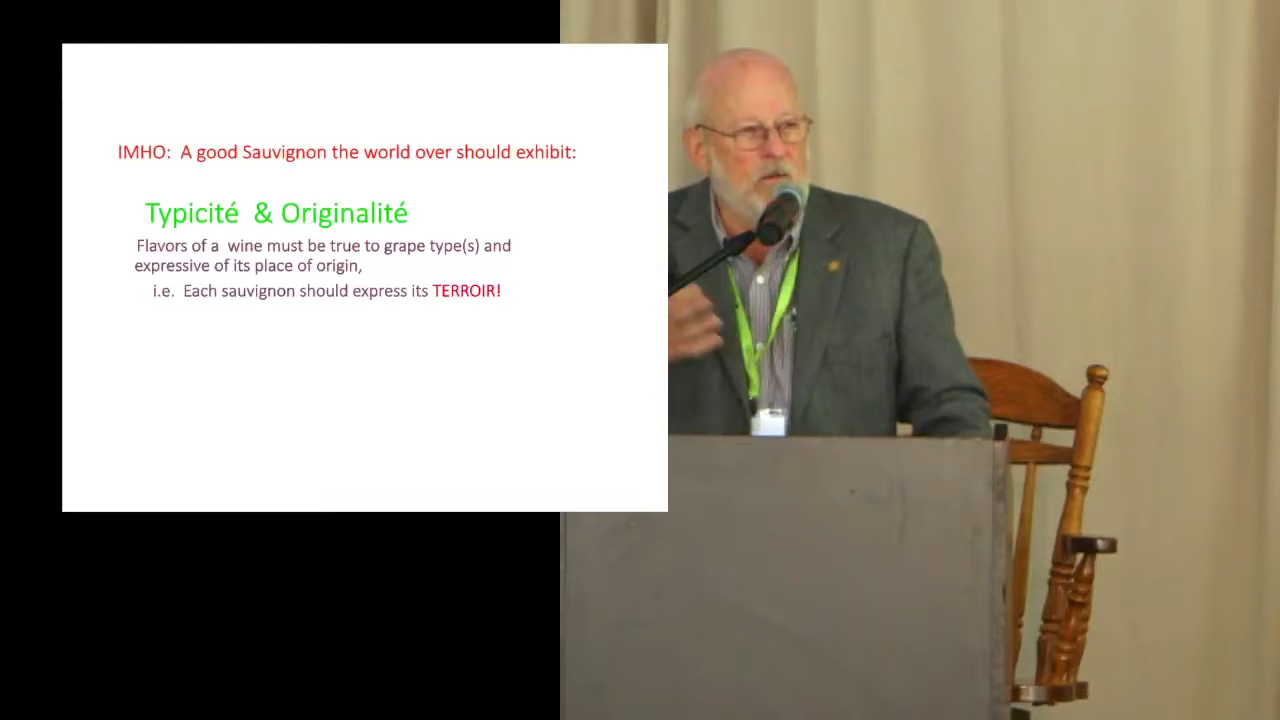 IMHO:  A good Sauvignon the world over should exhibit:
Typicité  & Originalité
Flavors of a  wine must be true to grape type(s) and
expressive of its place of origin,
i.e.  Each sauvignon should express its TERROIR!